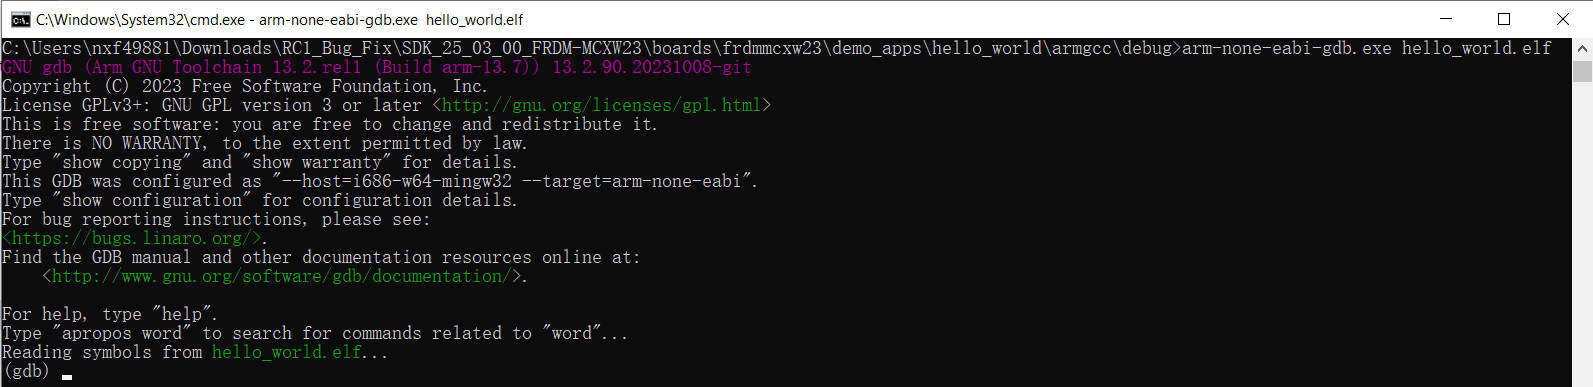 C:\Windows\System32\cmd.exe - arm-none-eabi-gdb.exe  hello_world.elf
C:\Users\nxf49881\Downloads\RC1_Bug_Fix\SDK_25_03_00_FRDM-MCXW23\boards\frdmmcxw23\demo_apps\hello_world\armgcc\debug>arm-none-eabi-gdb.exe hello_world.elf
GNU gdb (Arm GNU Toolchain 13.2.rel1 (Build arm-13.7)) 13.2.90.20231008-git
Copyright (C) 2023 Free Software Foundation, Inc.
License GPLv3+: GNU GPL version 3 or later <http://gnu.org/licenses/gpl.html>
This is free software: you are free to change and redistribute it.
There is NO WARRANTY, to the extent permitted by law.
Type "show copying" and "show warranty" for details.
This GDB was configured as "--host=i686-w64-mingw32 --target=arm-none-eabi".
Type "show configuration" for configuration details.
For bug reporting instructions, please see:
<https://bugs.linaro.org/>.
Find the GDB manual and other documentation resources online at:
    <http://www.gnu.org/software/gdb/documentation/>.
For help, type "help".
Type "apropos word" to search for commands related to "word"...
Reading symbols from hello_world.elf...
(gdb)